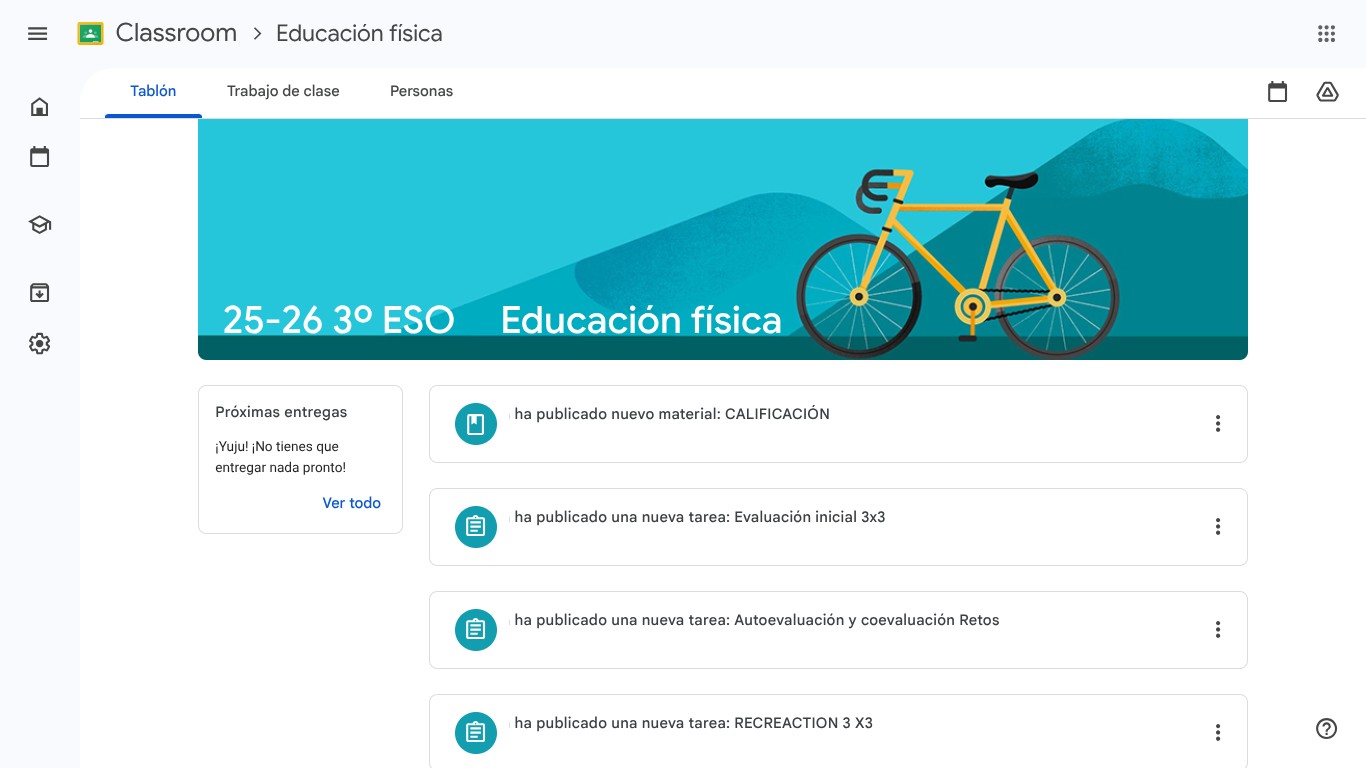 Classroom > Educación física
Tablón Trabajo de clase Personas
25-26 3º ESO Educación física
Próximas entregas
¡Yuju! ¡No tienes que
entregar nada pronto!
Ver todo
ha publicado nuevo material: CALIFICACIÓN
ha publicado una nueva tarea: Evaluación inicial 3x3
ha publicado una nueva tarea: Autoevaluación y coevaluación Retos
ha publicado una nueva tarea: RECREACTION 3 X3